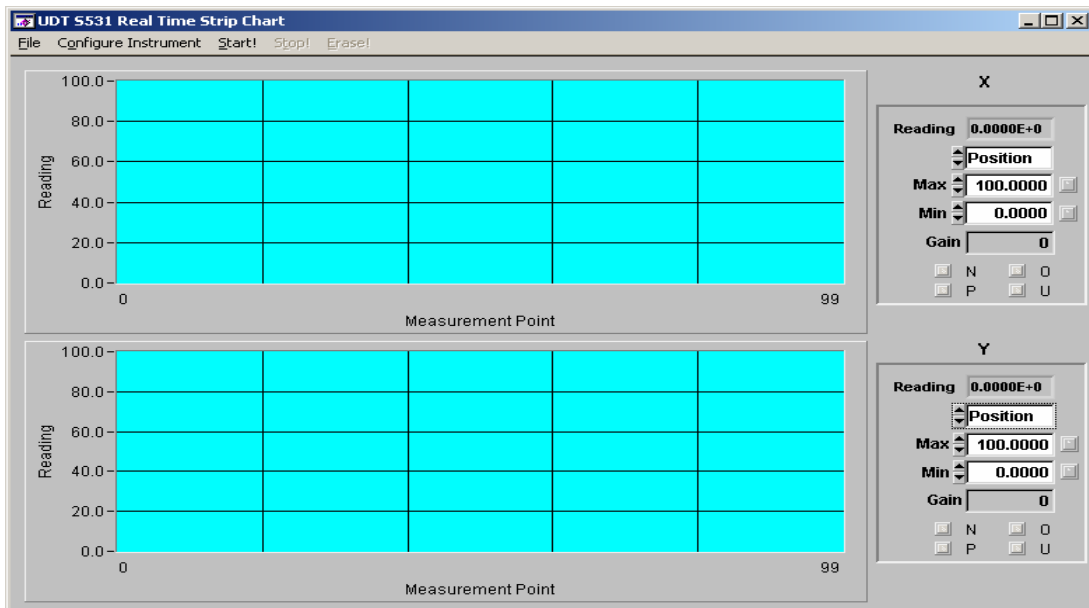 UDT S531 Real Time Strip Chart
File Configure Instrument Start! Stop! Erase!
100.0
80.0
60.0
40.0
20.0
0.0
Reading
0 99
Measurement Point
X
Reading 0.0000E+0
Position
Max 100.0000
Min 0.0000
Gain 0
N O
P U
100.0
80.0
60.0
40.0
20.0
0.0
Reading
0 99
Measurement Point
Y
Reading 0.0000E+0
Position
Max 100.0000
Min 0.0000
Gain 0
N O
P U